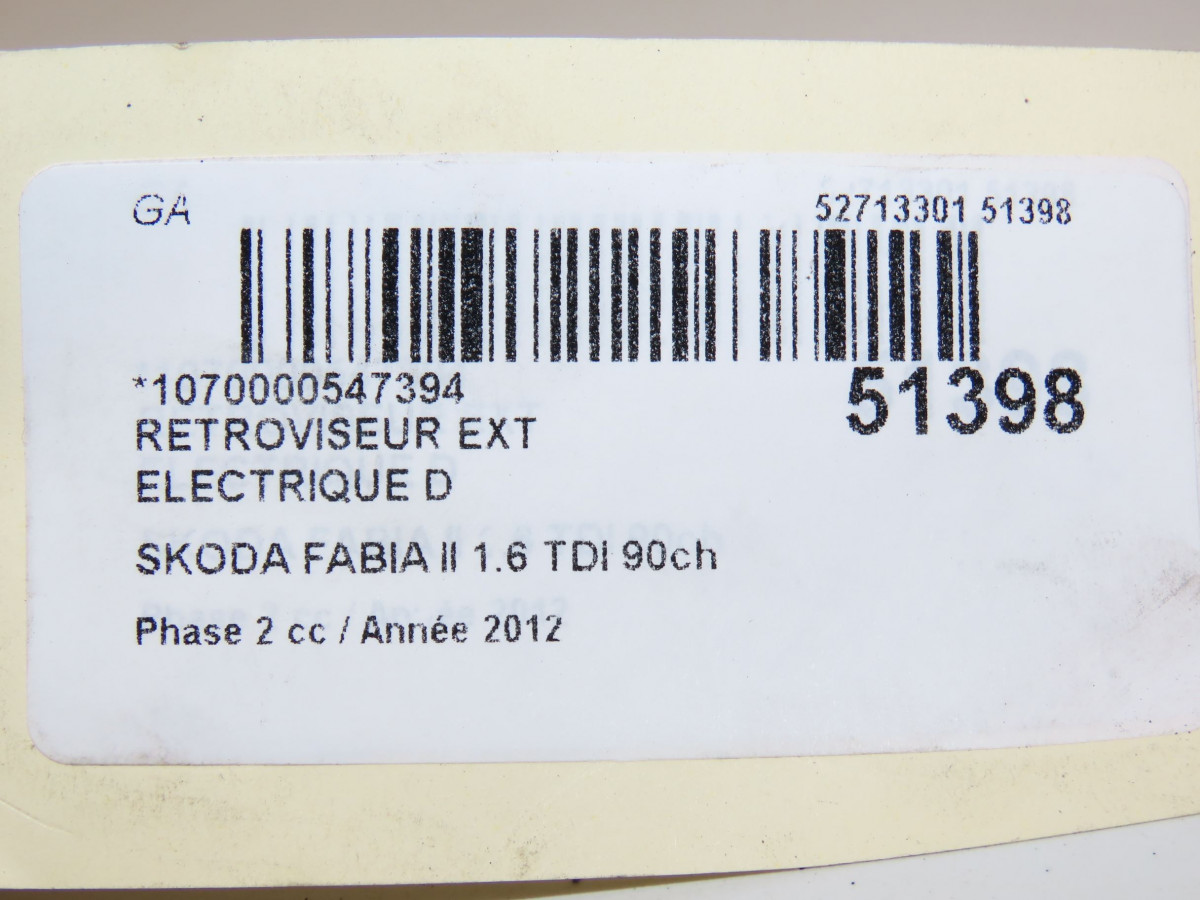 GA
52713301 51398
*1070000547394
51398
RETROVISEUR EXT
ELECTRIQUE D
SKODA FABIA II 1.6 TDI 90ch
Phase 2 cc / Année 2012